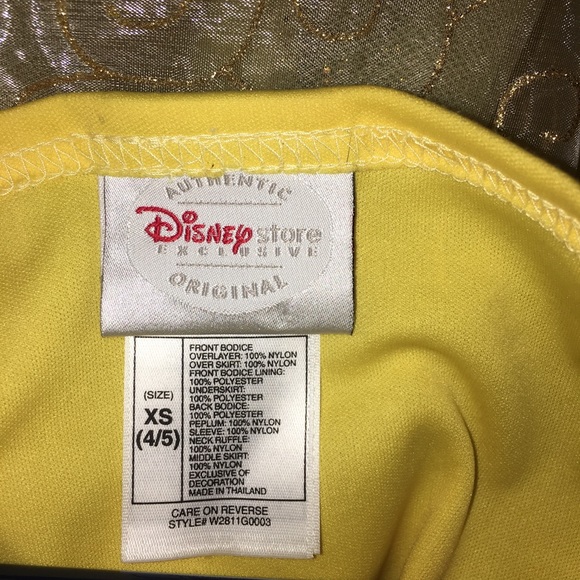 AUTHENTIC
Disney store
EXCLUSIVE
ORIGINAL
(SIZE)
XS
(4/5)
FRONT BODICE
OVERLAYER: 100% NYLON
OVER SKIRT: 100% NYLON
FRONT BODICE LINING:
100% POLYESTER
UNDERSKIRT:
100% POLYESTER
BACK BODICE:
100% POLYESTER
PEPLUM: 100% NYLON
SLEEVE: 100% NYLON
NECK RUFFLE:
100% NYLON
MIDDLE SKIRT:
100% NYLON
EXCLUSIVE OF
DECORATION
MADE IN THAILAND
CARE ON REVERSE
STYLE# W2811G0003